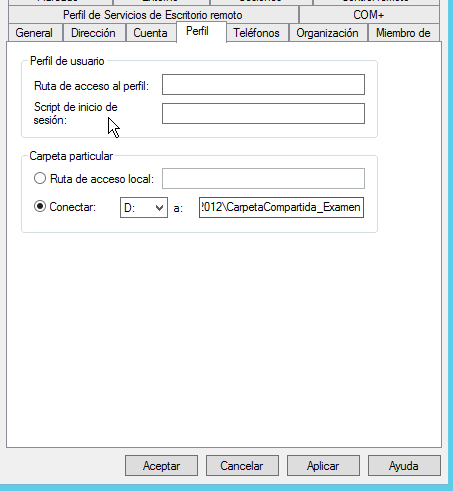 Perfil de Servicios de Escritorio remoto COM+
General Dirección Cuenta Perfil Teléfonos Organización Miembro de
Perfil de usuario
Ruta de acceso al perfil:
Script de inicio de
sesión:
Carpeta particular
Ruta de acceso local:
Conectar: D: a: !012\CarpetaCompartida_Examen
Aceptar Cancelar Aplicar Ayuda